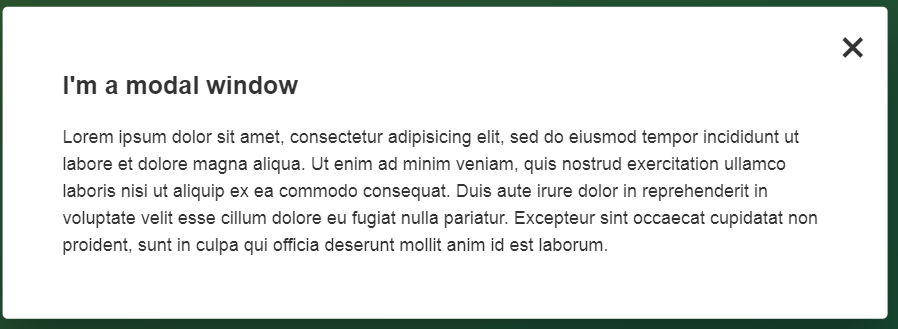 I'm a modal window
Lorem ipsum dolor sit amet, consectetur adipisicing elit, sed do eiusmod tempor incididunt ut
labore et dolore magna aliqua. Ut enim ad minim veniam, quis nostrud exercitation ullamco
laboris nisi ut aliquip ex ea commodo consequat. Duis aute irure dolor in reprehenderit in
voluptate velit esse cillum dolore eu fugiat nulla pariatur. Excepteur sint occaecat cupidatat non
proident, sunt in culpa qui officia deserunt mollit anim id est laborum.